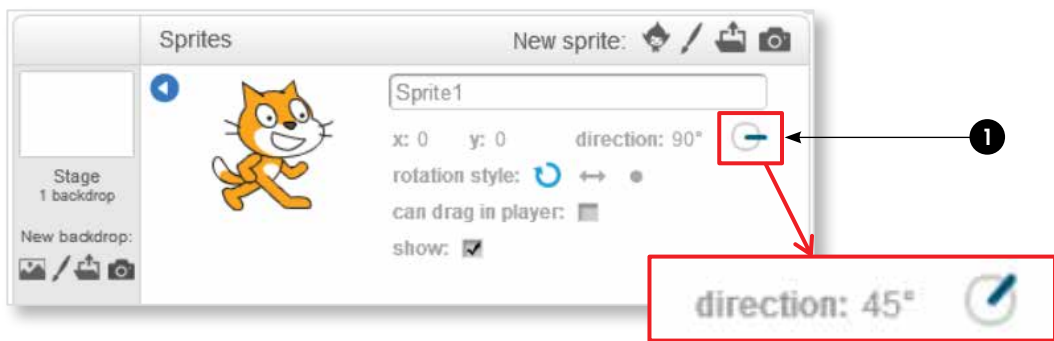 Sprites
New sprite:
Sprite1
x: 0 y: 0 direction: 90°
rotation style:
can drag in player:
show:
Stage
1 backdrop
New backdrop:
1
direction: 45°